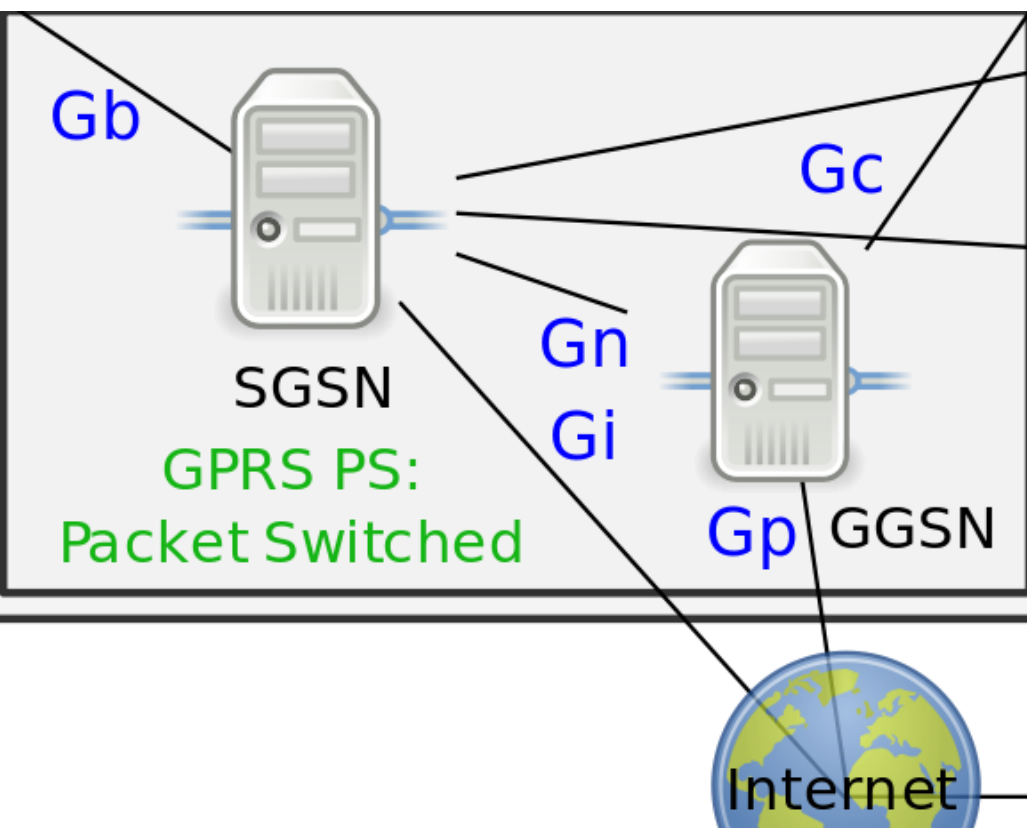 Gb
Gc
Gn
SGSN
Gi
GPRS PS:
Packet Switched
Gp
GGSN
Internet